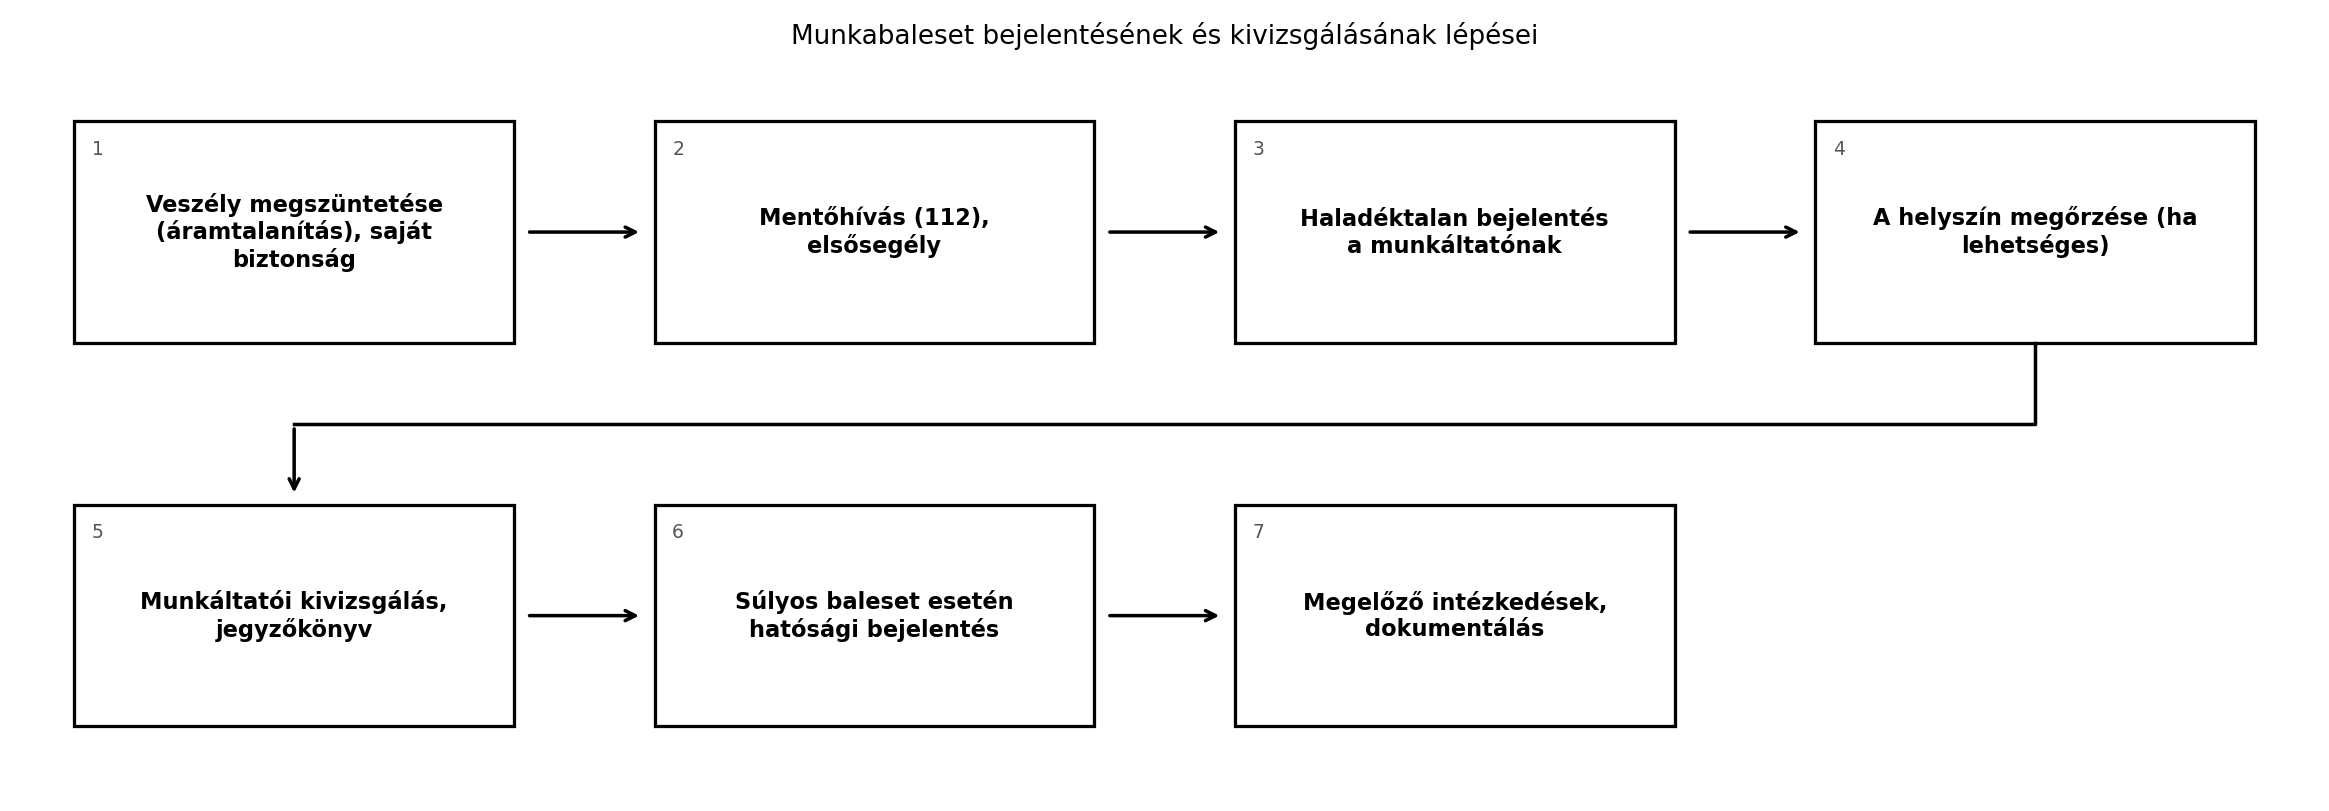 Munkabaleset bejelentésének és kivizsgálásának lépései
1
Veszély megszüntetése
(áramtalanítás), saját
biztonság
2
Mentőhívás (112),
elsősegély
3
Haladéktalan bejelentés
a munkáltatónak
4
A helyszín megőrzése (ha
lehetséges)
5
Munkáltatói kivizsgálás,
jegyzőkönyv
6
Súlyos baleset esetén
hatósági bejelentés
7
Megelőző intézkedések,
dokumentálás